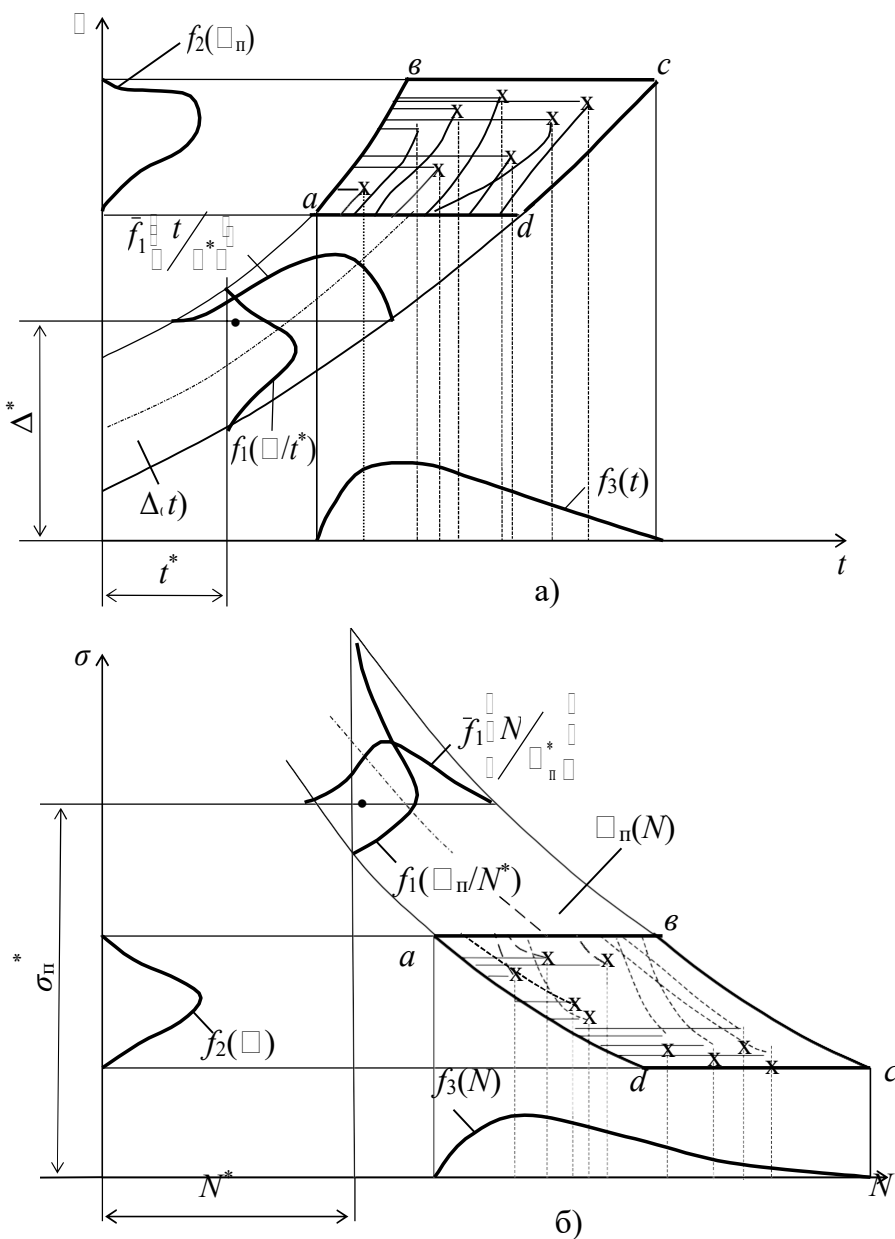 f₂(□п)
в
c
a
d
f̄₁ t / □*
f₁(□/t*)
Δ*
Δ(t)
f₃(t)
t*
t
а)
σ
f̄₁ N / □п*
□п(N)
f₁(□п/N*)
в
a
σп*
f₂(□)
d
c
f₃(N)
N*
N
б)